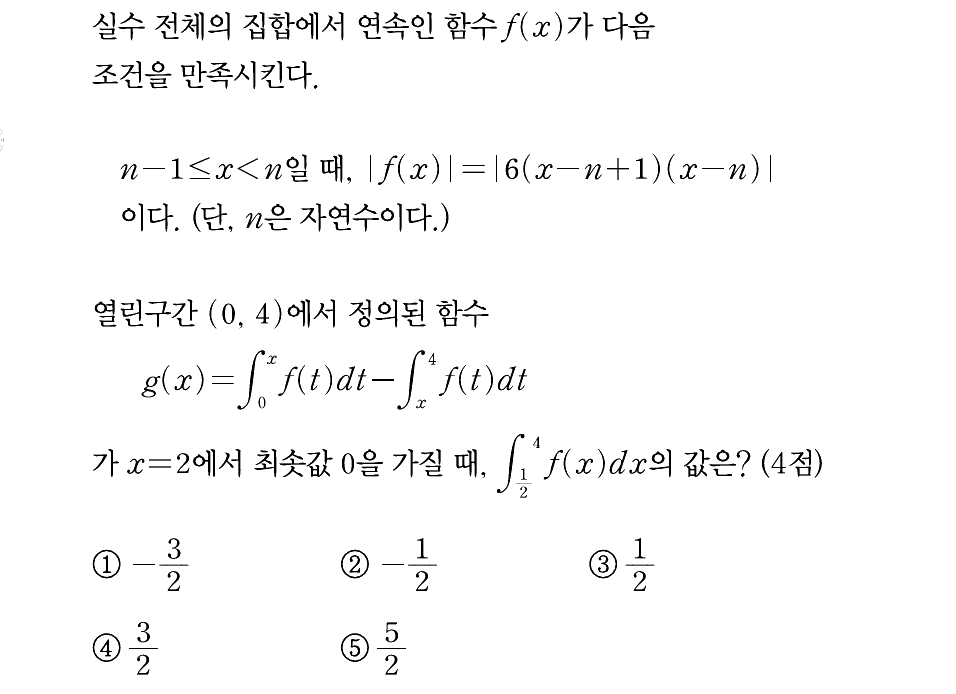 실수 전체의 집합에서 연속인 함수 f(x)가 다음
조건을 만족시킨다.
n−1≤x<n일 때, |f(x)|=|6(x−n+1)(x−n)|
이다. (단, n은 자연수이다.)
열린구간 (0, 4)에서 정의된 함수
g(x)=∫₀ˣ f(t)dt−∫ₓ⁴ f(t)dt
가 x=2에서 최솟값 0을 가질 때, ∫_{1/2}^{4} f(x)dx의 값은? (4점)
① −3/2 ② −1/2 ③ 1/2
④ 3/2 ⑤ 5/2